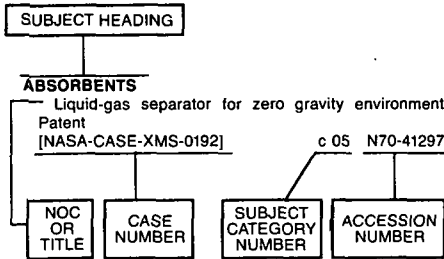 SUBJECT HEADING
ABSORBENTS
Liquid-gas separator for zero gravity environment
Patent
[NASA-CASE-XMS-0192] c 05 N70-41297
NOC
OR
TITLE
CASE
NUMBER
SUBJECT
CATEGORY
NUMBER
ACCESSION
NUMBER